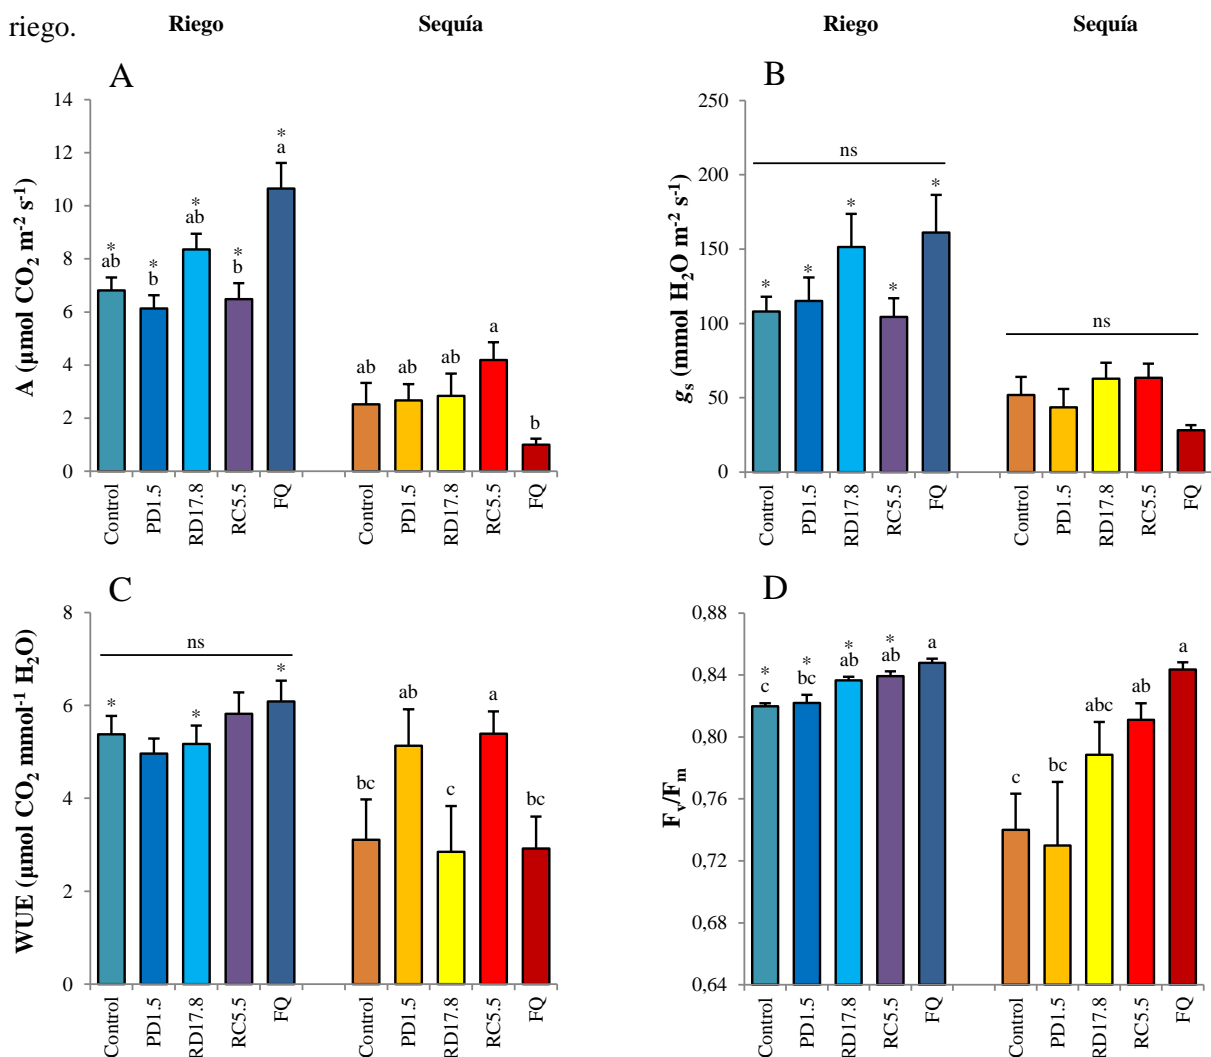 riego.
Riego Sequía
A
A (µmol CO2 m-2 s-1)
14
12
10
8
6
4
2
0
* ab
* b
* ab
* b
* a
ab ab ab a b
Control PD1.5 RD17.8 RC5.5 FQ Control PD1.5 RD17.8 RC5.5 FQ
Riego Sequía
B
gs (mmol H2O m-2 s-1)
250
200
150
100
50
0
ns
* * * * *
ns
Control PD1.5 RD17.8 RC5.5 FQ Control PD1.5 RD17.8 RC5.5 FQ
C
WUE (µmol CO2 mmol-1 H2O)
8
6
4
2
0
ns
* * *
bc ab c a bc
Control PD1.5 RD17.8 RC5.5 FQ Control PD1.5 RD17.8 RC5.5 FQ
D
Fv/Fm
0,88
0,84
0,80
0,76
0,72
0,68
0,64
* c
* bc
* ab
* ab
a
c bc abc ab a
Control PD1.5 RD17.8 RC5.5 FQ Control PD1.5 RD17.8 RC5.5 FQ